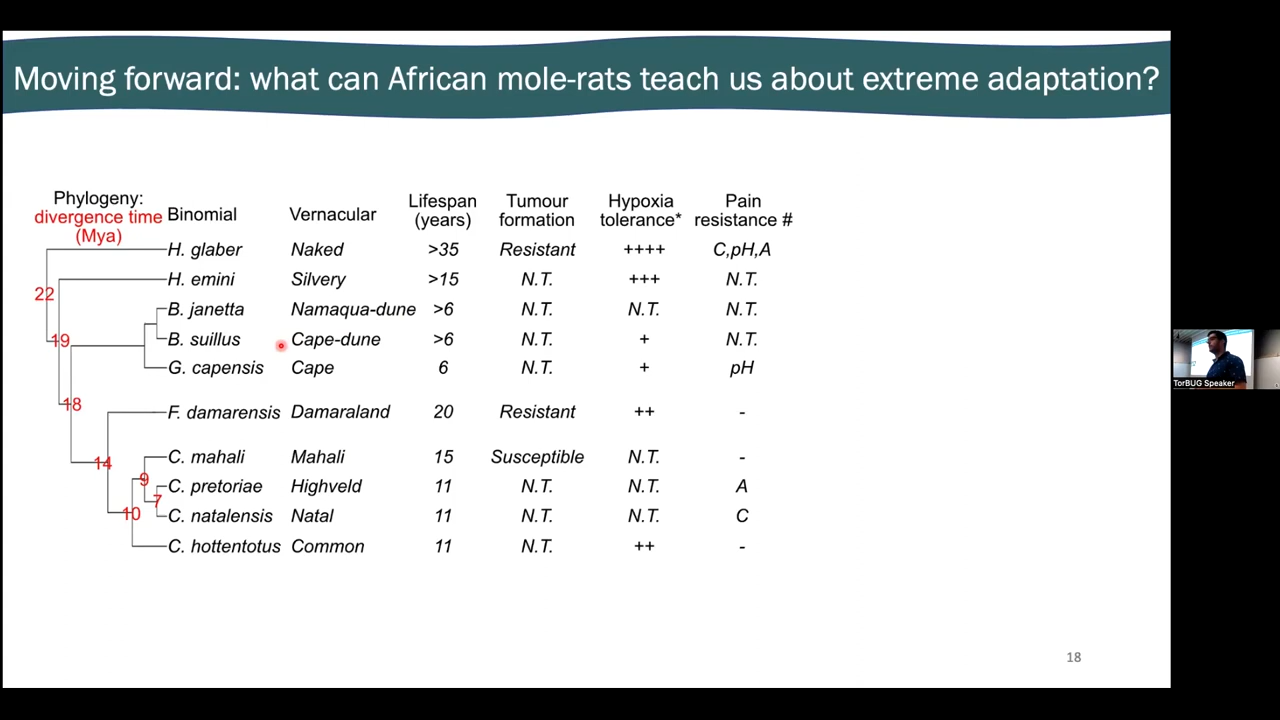 Moving forward: what can African mole-rats teach us about extreme adaptation?
Phylogeny:
divergence time
(Mya)
Binomial
Vernacular
Lifespan
(years)
Tumour
formation
Hypoxia
tolerance*
Pain
resistance #
H. glaber Naked >35 Resistant ++++ C,pH,A
H. emini Silvery >15 N.T. +++ N.T.
22
B. janetta Namaqua-dune >6 N.T. N.T. N.T.
19
B. suillus Cape-dune >6 N.T. + N.T.
G. capensis Cape 6 N.T. + pH
18
F. damarensis Damaraland 20 Resistant ++ -
14
C. mahali Mahali 15 Susceptible N.T. -
9
C. pretoriae Highveld 11 N.T. N.T. A
7
10
C. natalensis Natal 11 N.T. N.T. C
C. hottentotus Common 11 N.T. ++ -
18
TorBUG Speaker